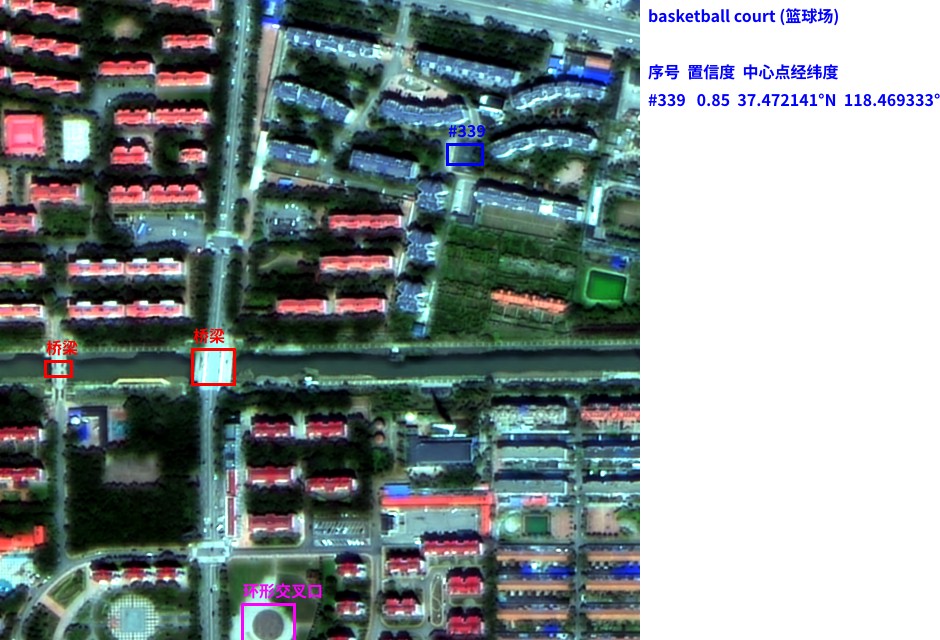 basketball court (篮球场)
序号 置信度 中心点经纬度
#339 0.85 37.472141°N 118.469333°
#339
桥梁
桥梁
环形交叉口